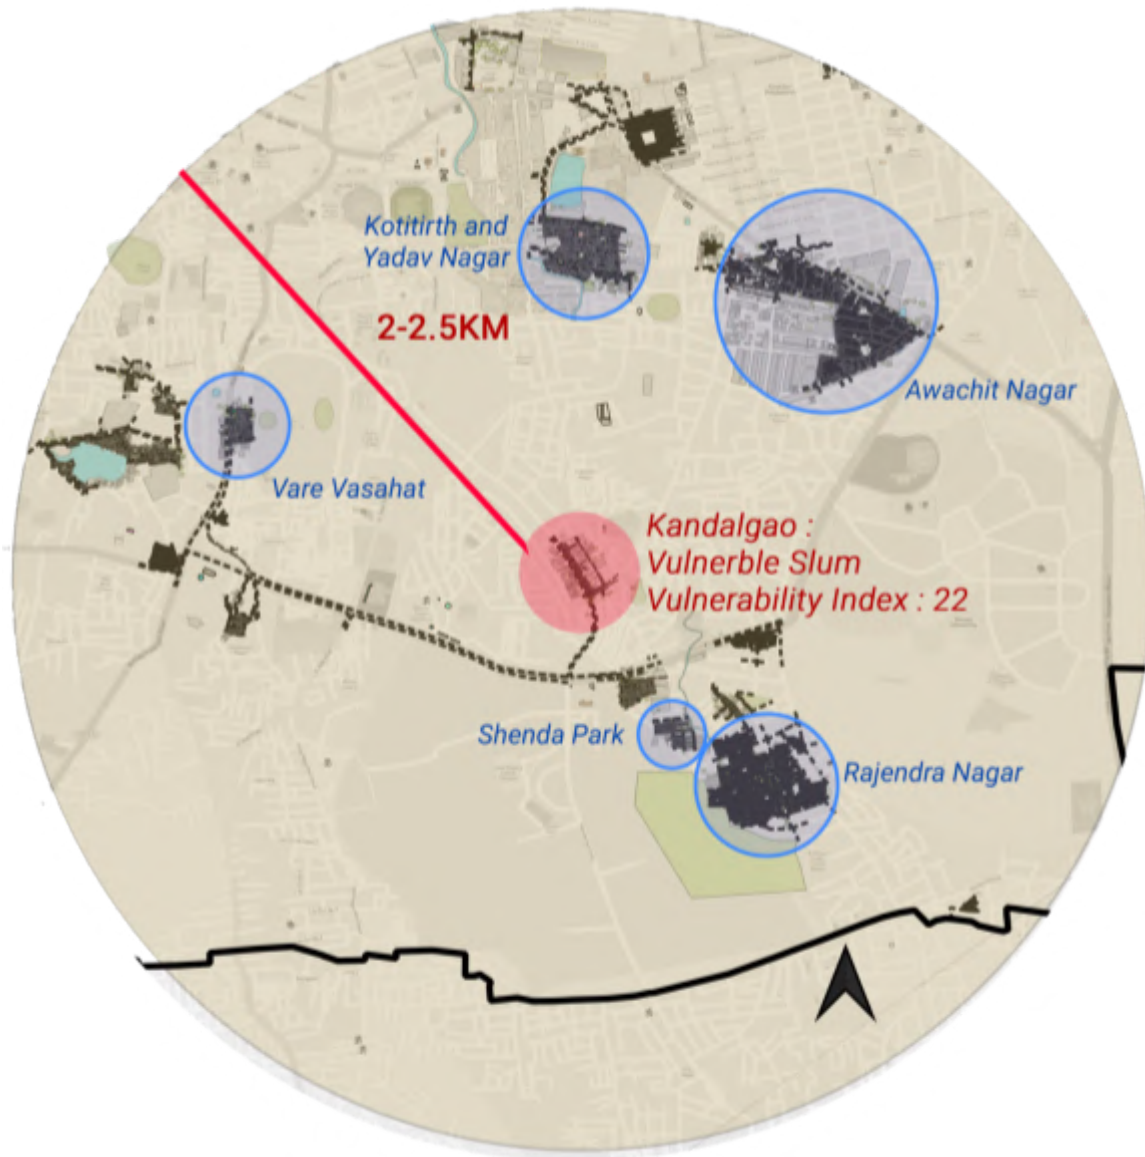 Kotitirth and
Yadav Nagar
2-2.5KM
Awachit Nagar
Vare Vasahat
Kandalgao :
Vulnerble Slum
Vulnerability Index : 22
Shenda Park
Rajendra Nagar